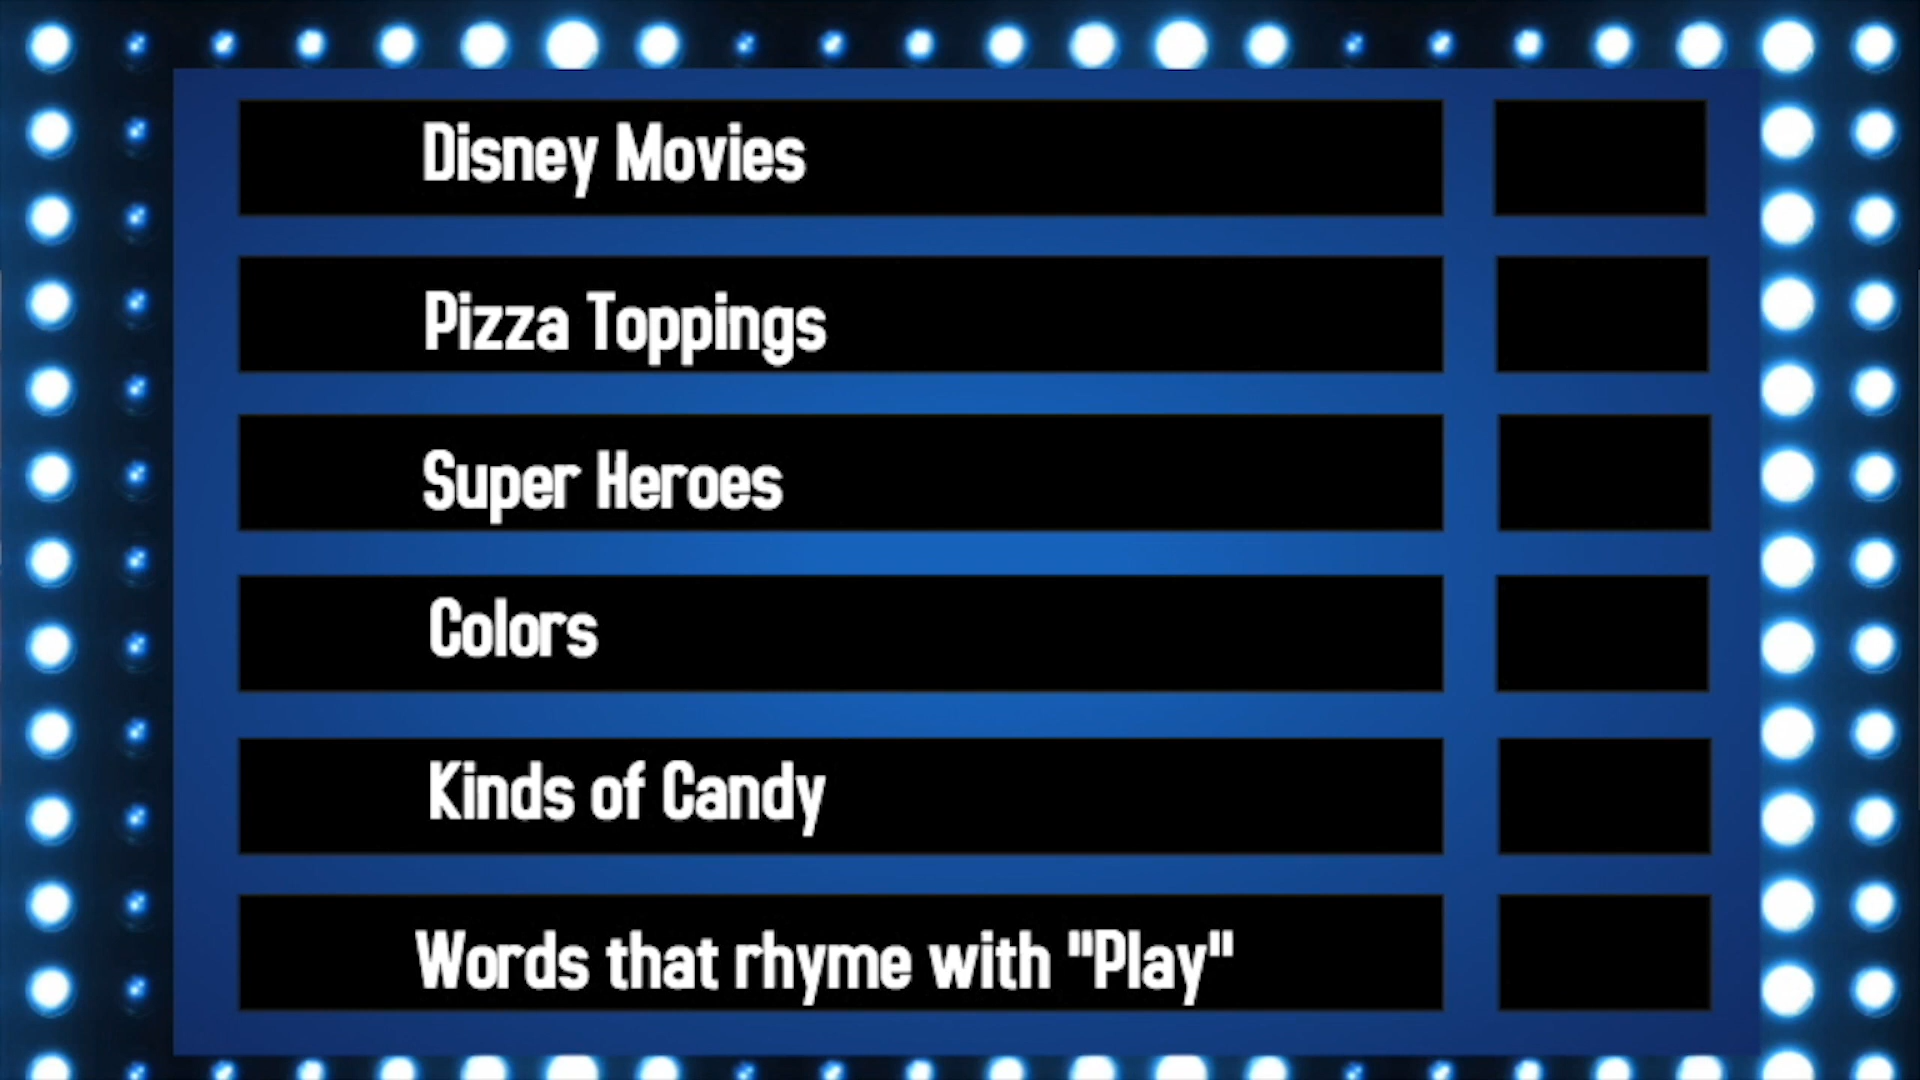 Disney Movies
Pizza Toppings
Super Heroes
Colors
Kinds of Candy
Words that rhyme with "Play"